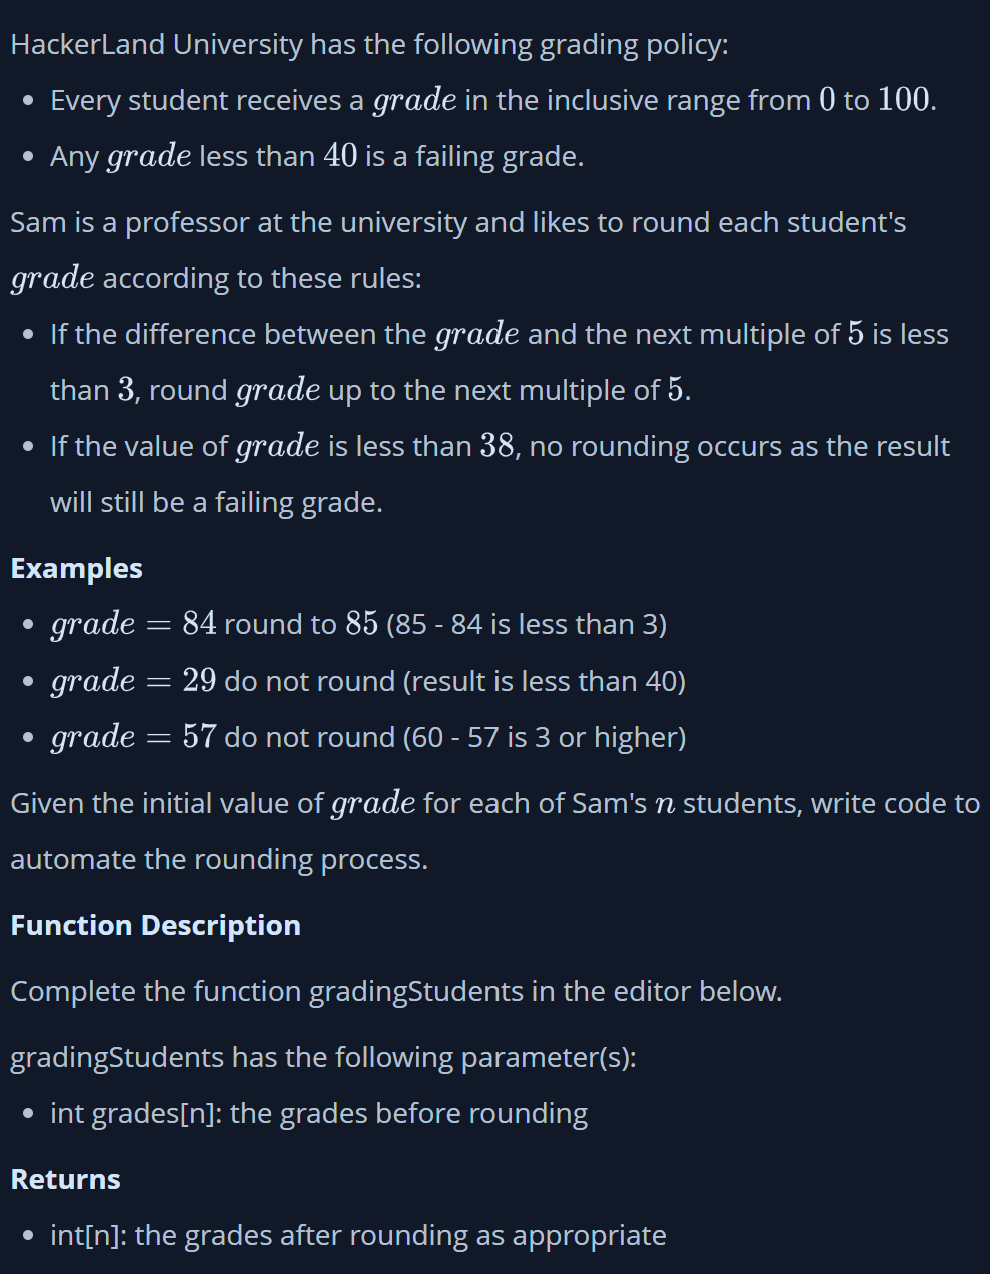 HackerLand University has the following grading policy:
• Every student receives a grade in the inclusive range from 0 to 100.
• Any grade less than 40 is a failing grade.
Sam is a professor at the university and likes to round each student's
grade according to these rules:
• If the difference between the grade and the next multiple of 5 is less
than 3, round grade up to the next multiple of 5.
• If the value of grade is less than 38, no rounding occurs as the result
will still be a failing grade.
Examples
• grade = 84 round to 85 (85 - 84 is less than 3)
• grade = 29 do not round (result is less than 40)
• grade = 57 do not round (60 - 57 is 3 or higher)
Given the initial value of grade for each of Sam's n students, write code to
automate the rounding process.
Function Description
Complete the function gradingStudents in the editor below.
gradingStudents has the following parameter(s):
• int grades[n]: the grades before rounding
Returns
• int[n]: the grades after rounding as appropriate